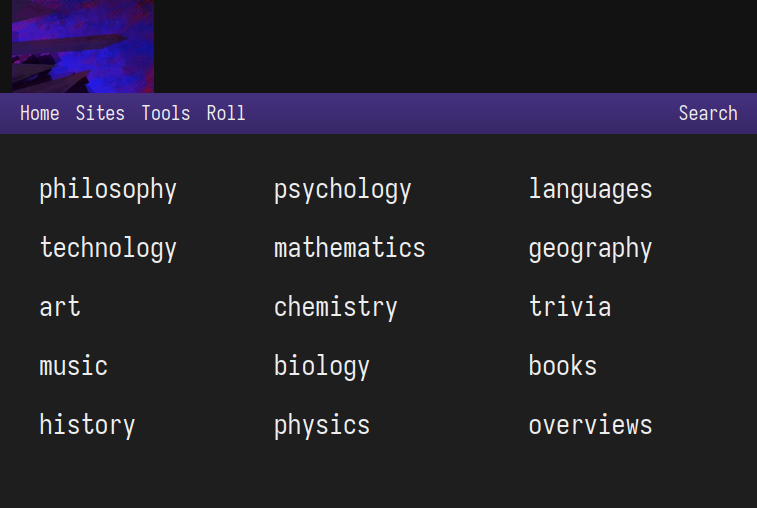 Home Sites Tools Roll Search
philosophy psychology languages
technology mathematics geography
art chemistry trivia
music biology books
history physics overviews